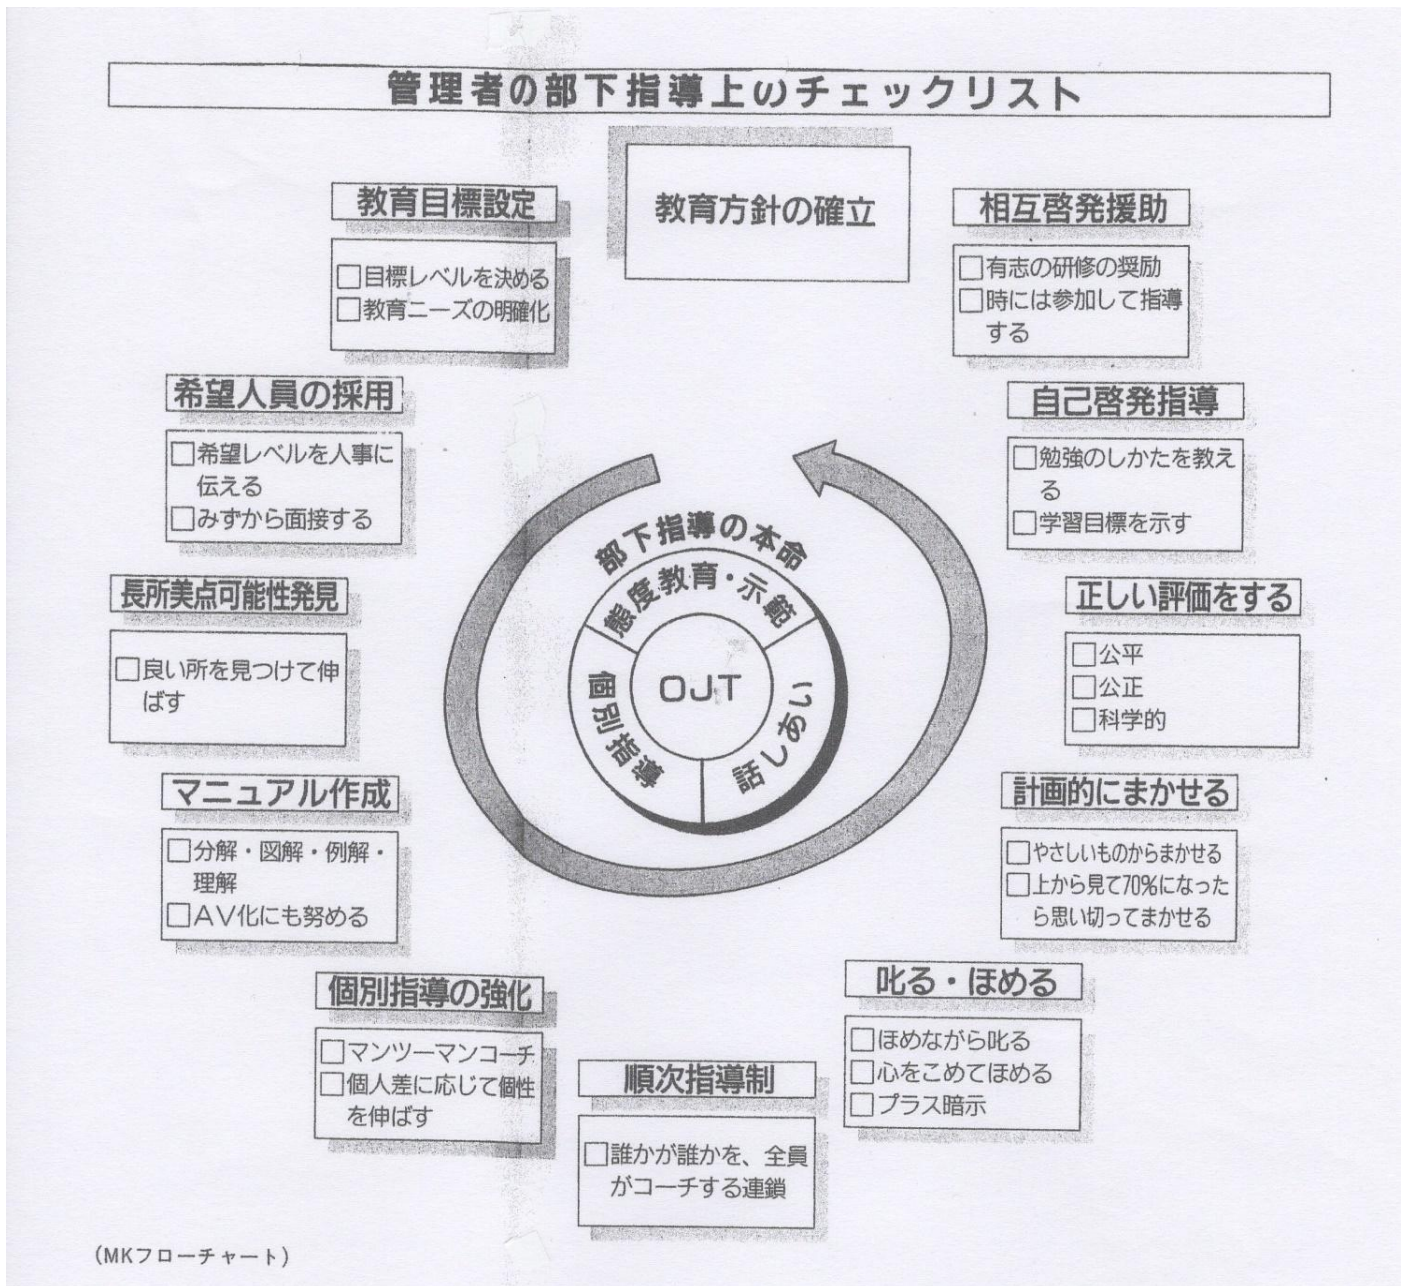 管理者の部下指導上のチェックリスト
教育方針の確立
教育目標設定
□目標レベルを決める
□教育ニーズの明確化
希望人員の採用
□希望レベルを人事に
伝える
□みずから面接する
長所美点可能性発見
□良い所を見つけて伸
ばす
マニュアル作成
□分解・図解・例解・
理解
□AV化にも努める
個別指導の強化
□マンツーマンコーチ
□個人差に応じて個性
を伸ばす
順次指導制
□誰かが誰かを、全員
がコーチする連鎖
叱る・ほめる
□ほめながら叱る
□心をこめてほめる
□プラス暗示
計画的にまかせる
□やさしいものからまかせる
□上から見て70%になった
ら思い切ってまかせる
正しい評価をする
□公平
□公正
□科学的
自己啓発指導
□勉強のしかたを教え
る
□学習目標を示す
相互啓発援助
□有志の研修の奨励
□時には参加して指導
する
部下指導の本命
態度教育・示範
個別指導
話しあい
OJT
(MKフローチャート)